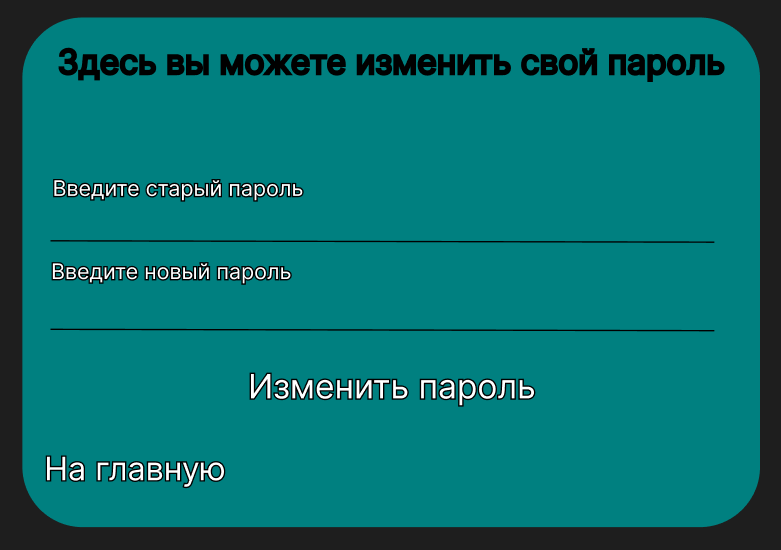 Здесь вы можете изменить свой пароль
Введите старый пароль
Введите новый пароль
Изменить пароль
На главную